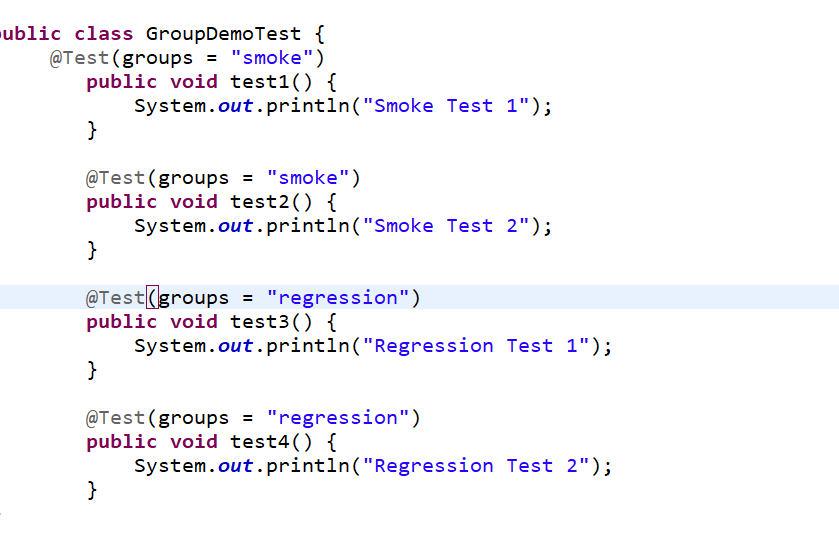 public class GroupDemoTest {
@Test(groups = "smoke")
public void test1() {
System.out.println("Smoke Test 1");
}
@Test(groups = "smoke")
public void test2() {
System.out.println("Smoke Test 2");
}
@Test(groups = "regression")
public void test3() {
System.out.println("Regression Test 1");
}
@Test(groups = "regression")
public void test4() {
System.out.println("Regression Test 2");
}